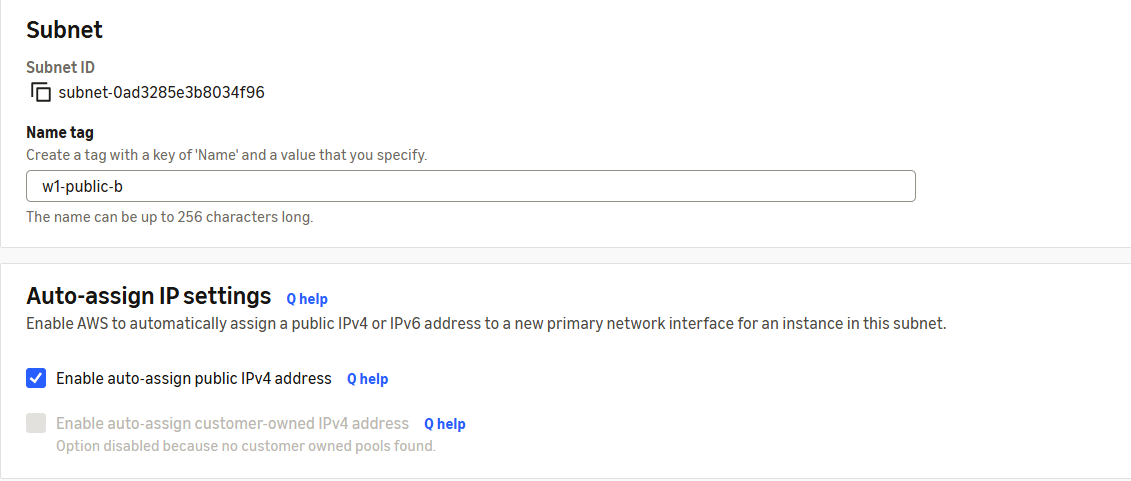 Subnet
Subnet ID
subnet-0ad3285e3b8034f96
Name tag
Create a tag with a key of 'Name' and a value that you specify.
w1-public-b
The name can be up to 256 characters long.
Auto-assign IP settings Q help
Enable AWS to automatically assign a public IPv4 or IPv6 address to a new primary network interface for an instance in this subnet.
Enable auto-assign public IPv4 address Q help
Enable auto-assign customer-owned IPv4 address Q help
Option disabled because no customer owned pools found.